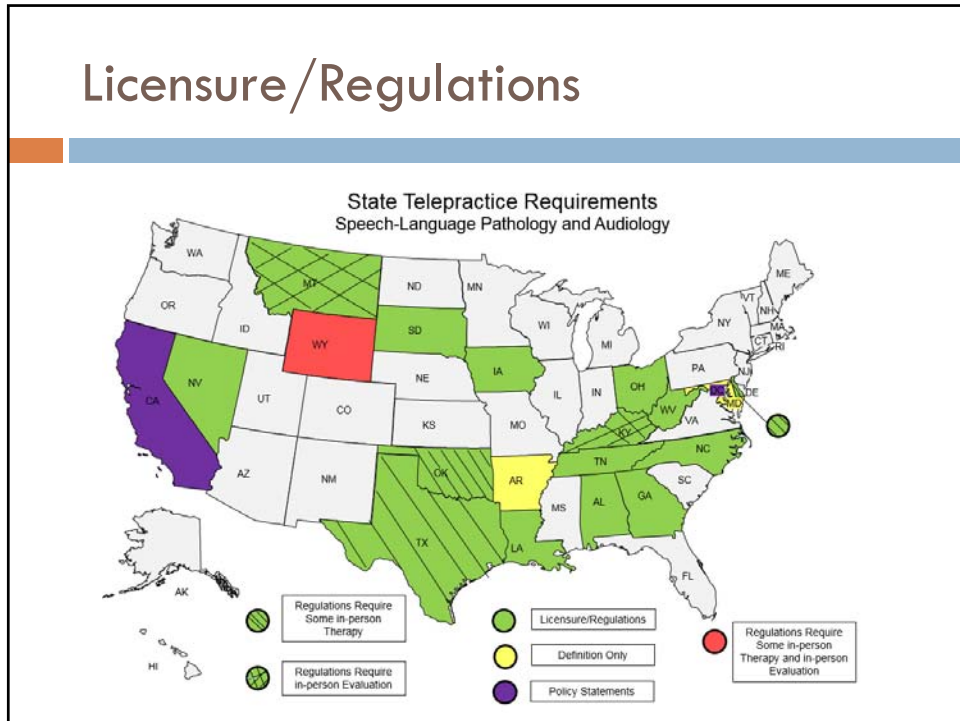 Licensure/Regulations
State Telepractice Requirements
Speech-Language Pathology and Audiology
WA
OR
ID
MT
ND
MN
SD
WY
NV
CA
UT
CO
NE
KS
IA
WI
MI
IL
IN
OH
PA
NY
VT
NH
ME
MA
CT
RI
NJ
DE
MD
DC
WV
VA
KY
MO
AZ
NM
OK
TX
AR
LA
MS
AL
GA
TN
NC
SC
FL
AK
HI
Regulations Require
Some in-person
Therapy
Regulations Require
in-person Evaluation
Licensure/Regulations
Definition Only
Policy Statements
Regulations Require
Some in-person
Therapy and in-person
Evaluation